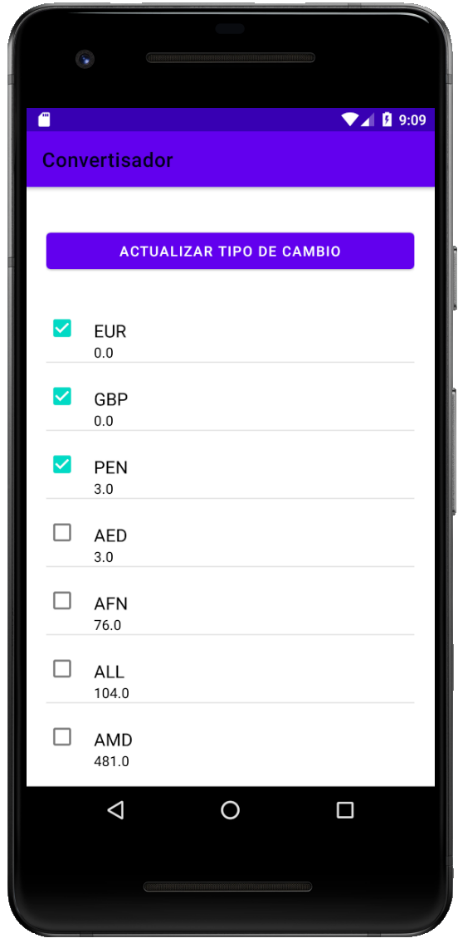 9:09
Convertisador
ACTUALIZAR TIPO DE CAMBIO
EUR
0.0
GBP
0.0
PEN
3.0
AED
3.0
AFN
76.0
ALL
104.0
AMD
481.0